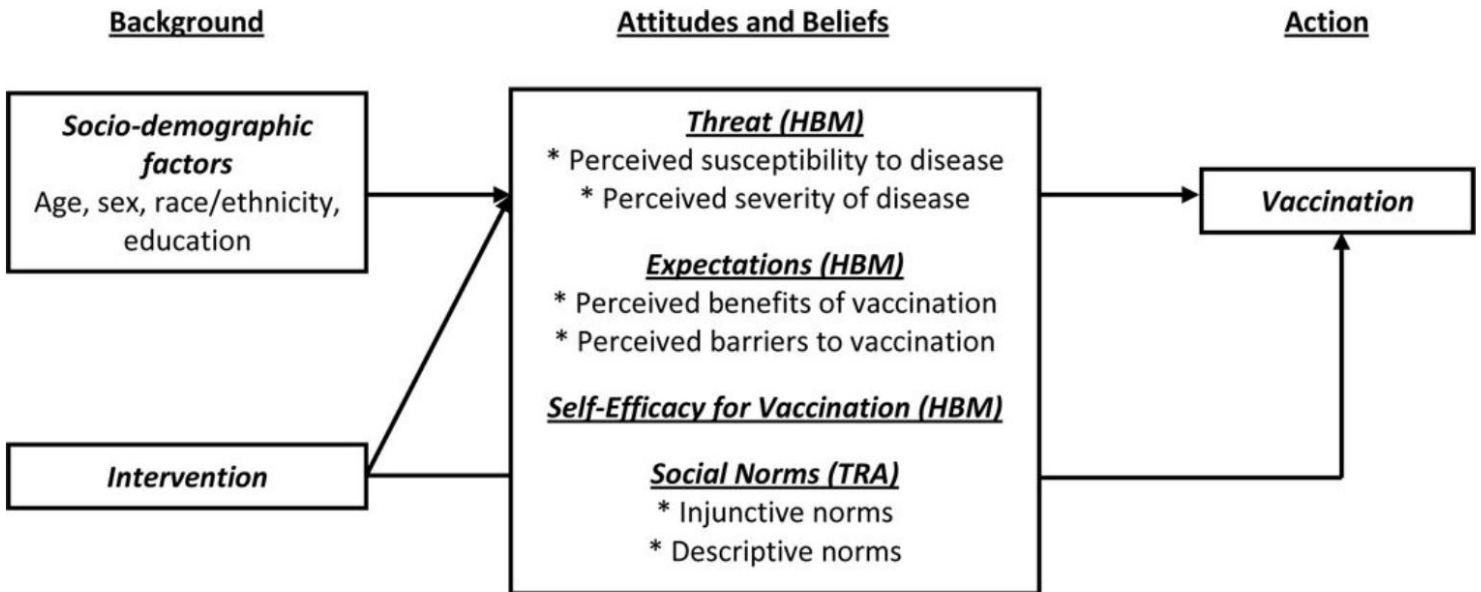 Background
Attitudes and Beliefs
Action
Socio-demographic
factors
Age, sex, race/ethnicity,
education
Intervention
Threat (HBM)
* Perceived susceptibility to disease
* Perceived severity of disease
Expectations (HBM)
* Perceived benefits of vaccination
* Perceived barriers to vaccination
Self-Efficacy for Vaccination (HBM)
Social Norms (TRA)
* Injunctive norms
* Descriptive norms
Vaccination